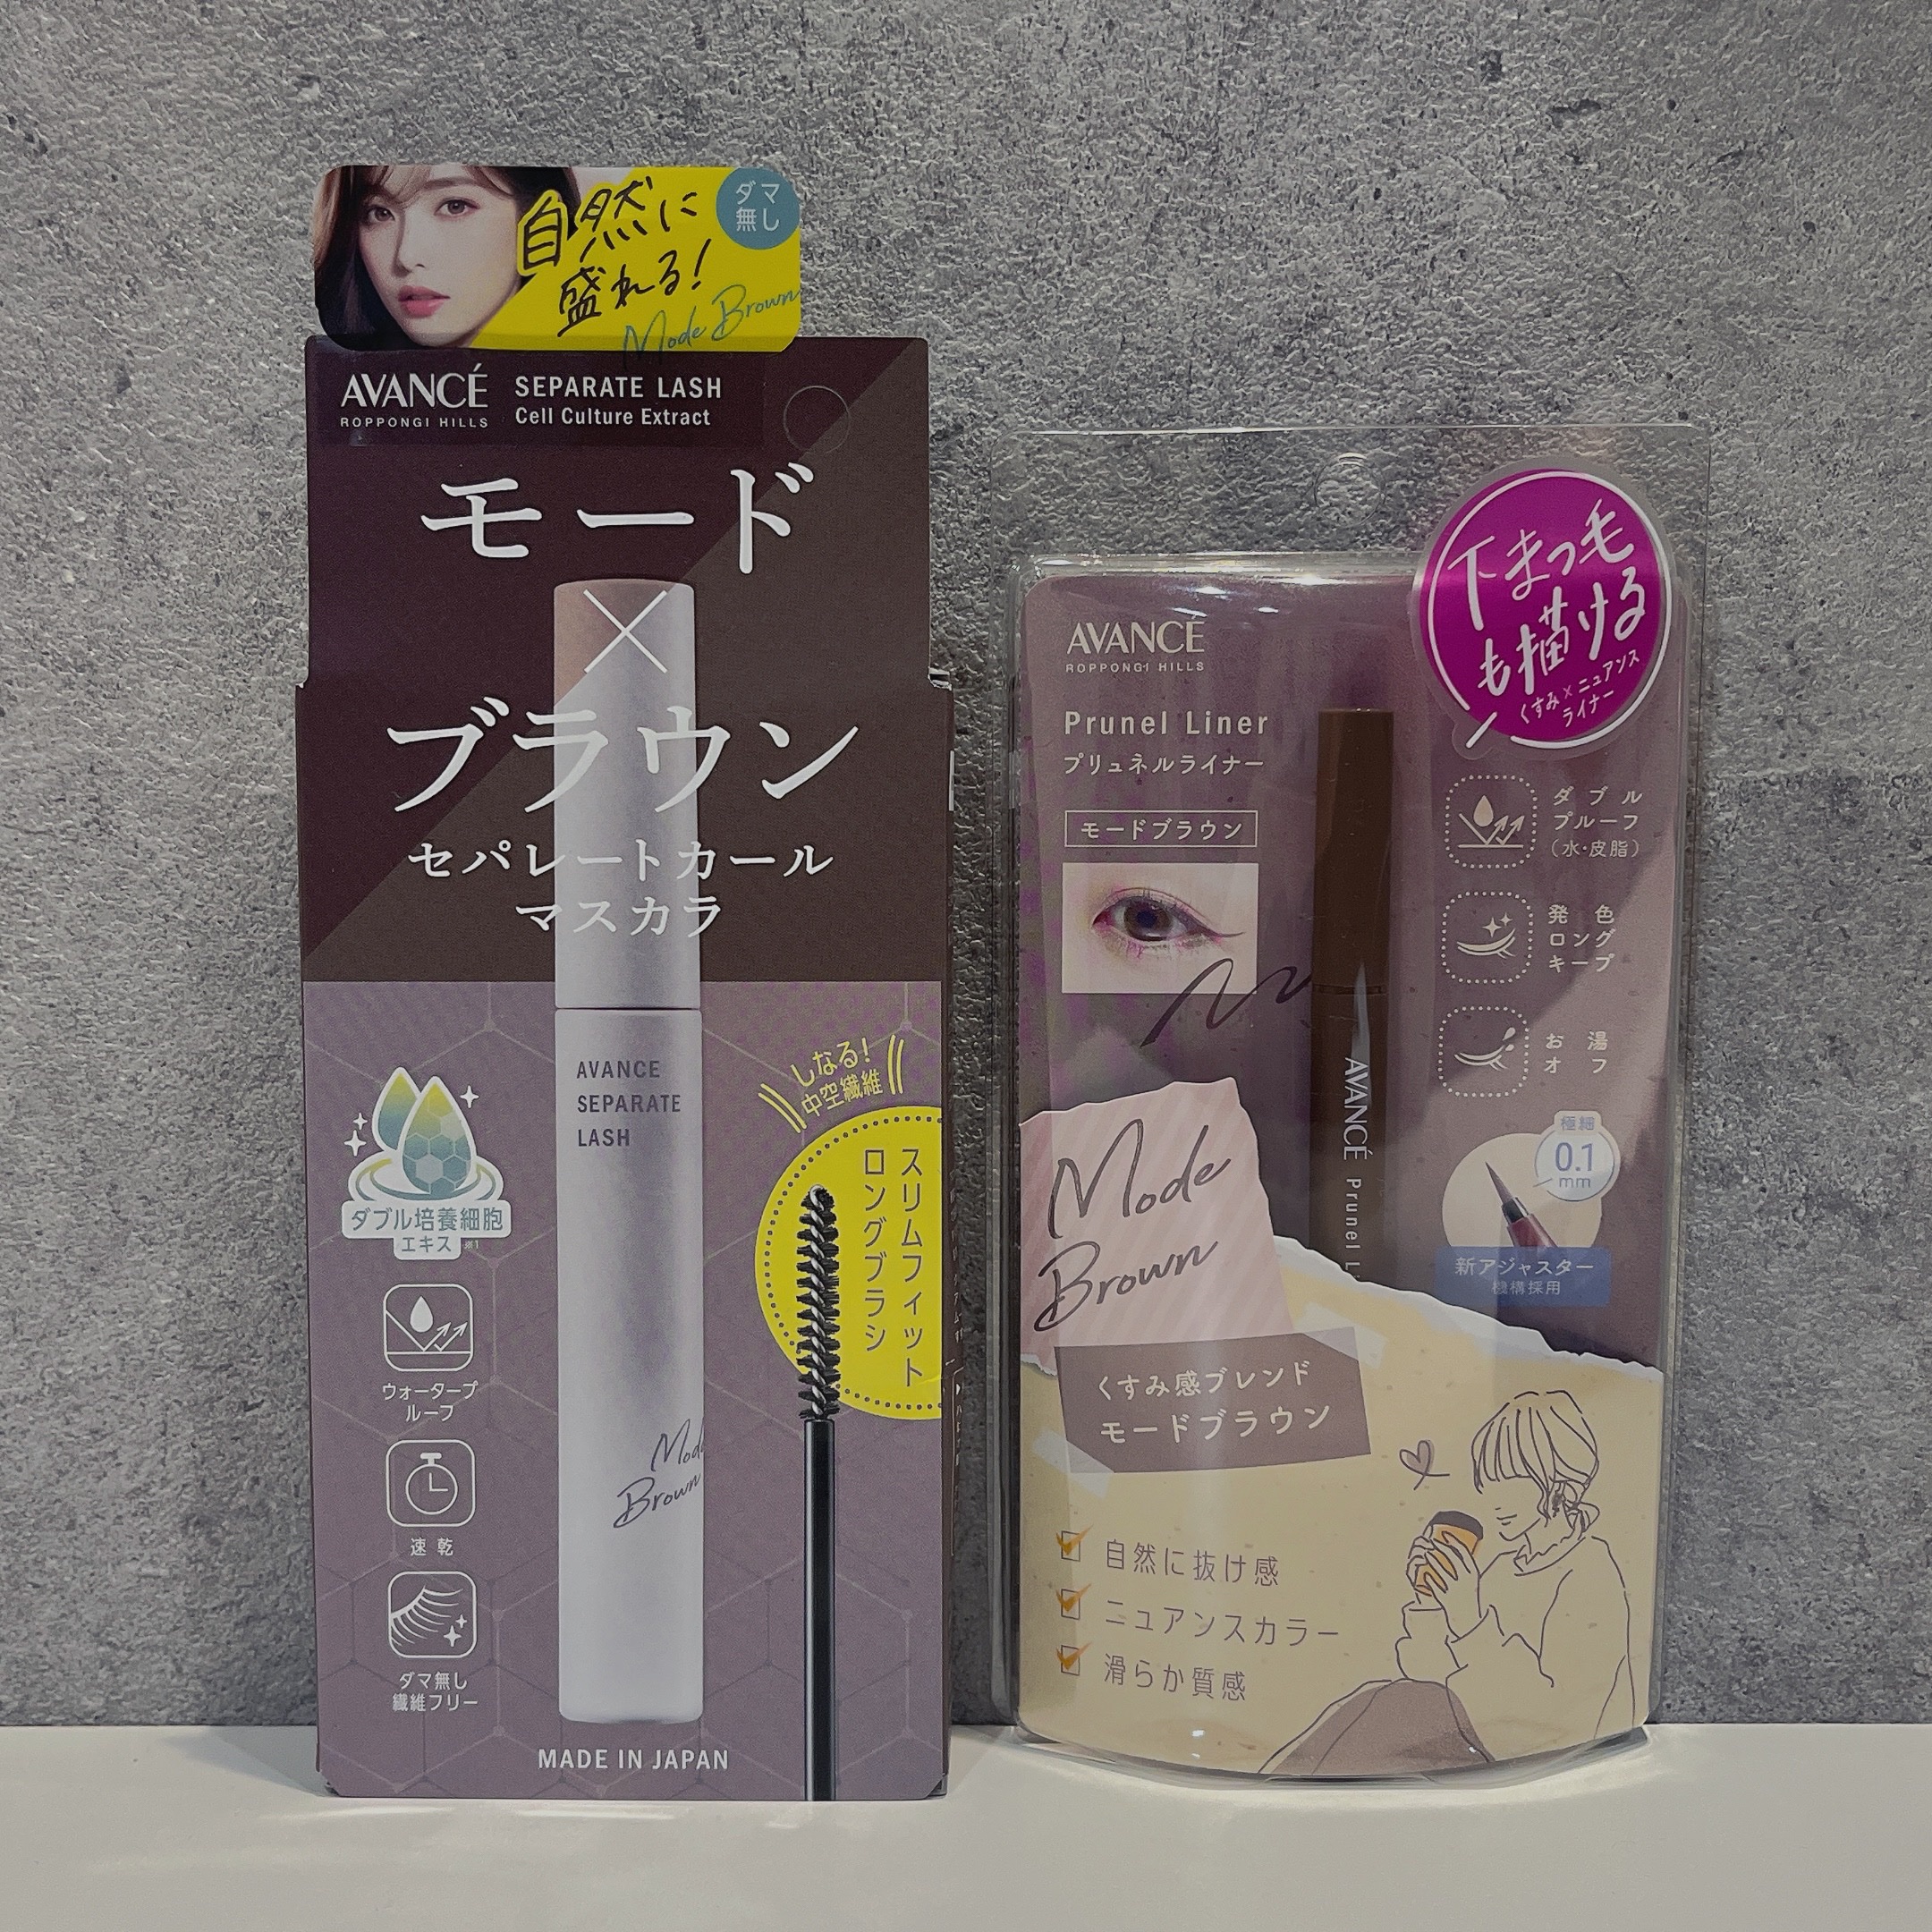 自然に
盛れる!
ダマ
無し
Mode Brown
AVANCÉ
ROPPONGI HILLS
SEPARATE LASH
Cell Culture Extract
モード
×
ブラウン
セパレートカール
マスカラ
AVANCE
SEPARATE
LASH
Brown
しなる!
中空繊維
スリムフィット
ロングブラシ
ダブル培養細胞
エキス ※1
ウォータープ
ルーフ
速乾
ダマ無し
繊維フリー
MADE IN JAPAN
下まつ毛
も描ける
くすみ×ニュアンス
ライナー
AVANCÉ
ROPPONGI HILLS
Prunel Liner
プリュネルライナー
モードブラウン
ダブル
プルーフ
(水・皮脂)
発色
ロング
キープ
お湯
オフ
AVANCÉ Prunel L
極細
0.1
mm
新アジャスター
機構採用
Mode
Brown
くすみ感ブレンド
モードブラウン
自然に抜け感
ニュアンスカラー
滑らか質感